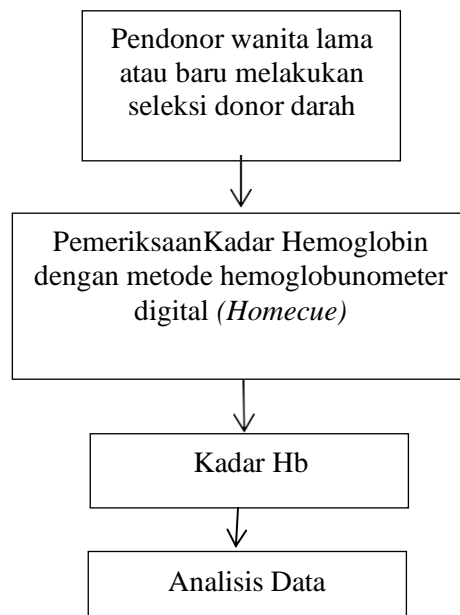 Pendonor wanita lama
atau baru melakukan
seleksi donor darah
PemeriksaanKadar Hemoglobin
dengan metode hemoglobunometer
digital (Homecue)
Kadar Hb
Analisis Data